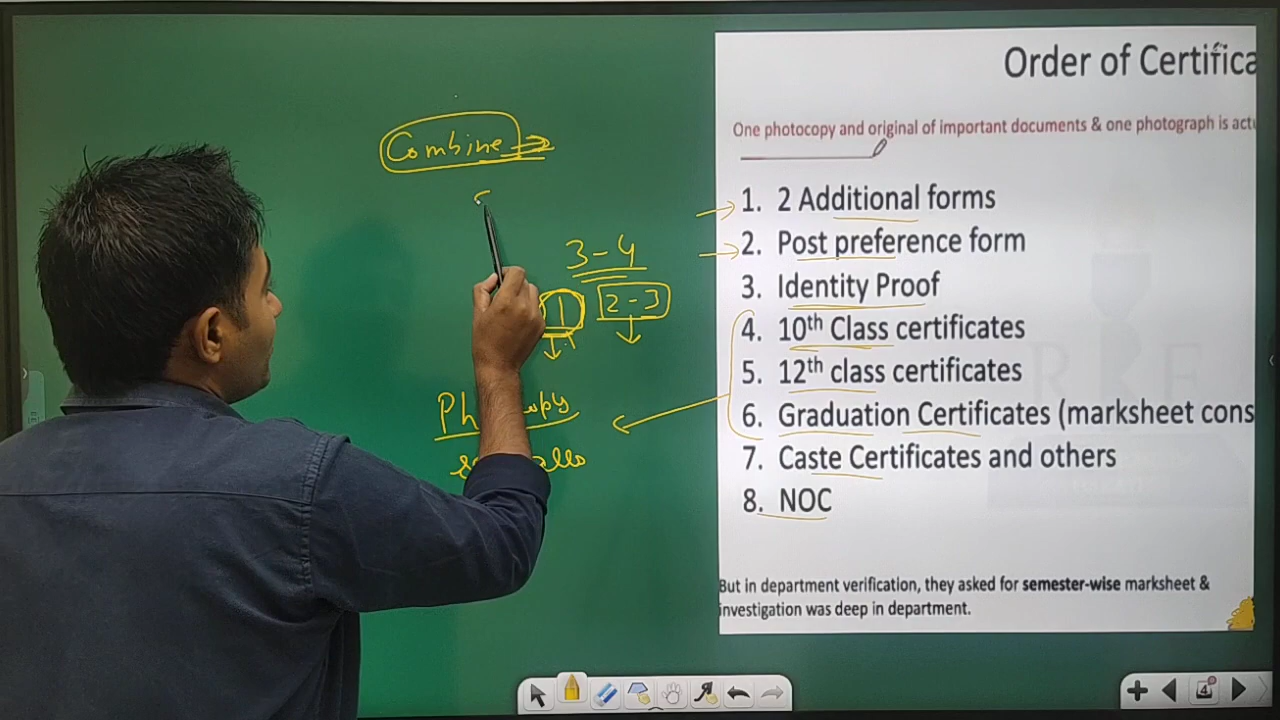 Combine
3-4
1
2-3
Order of Certifica
One photocopy and original of important documents & one photograph is actu
1. 2 Additional forms
2. Post preference form
3. Identity Proof
4. 10th Class certificates
5. 12th class certificates
6. Graduation Certificates (marksheet cons
7. Caste Certificates and others
8. NOC
But in department verification, they asked for semester-wise marksheet &
investigation was deep in department.
4